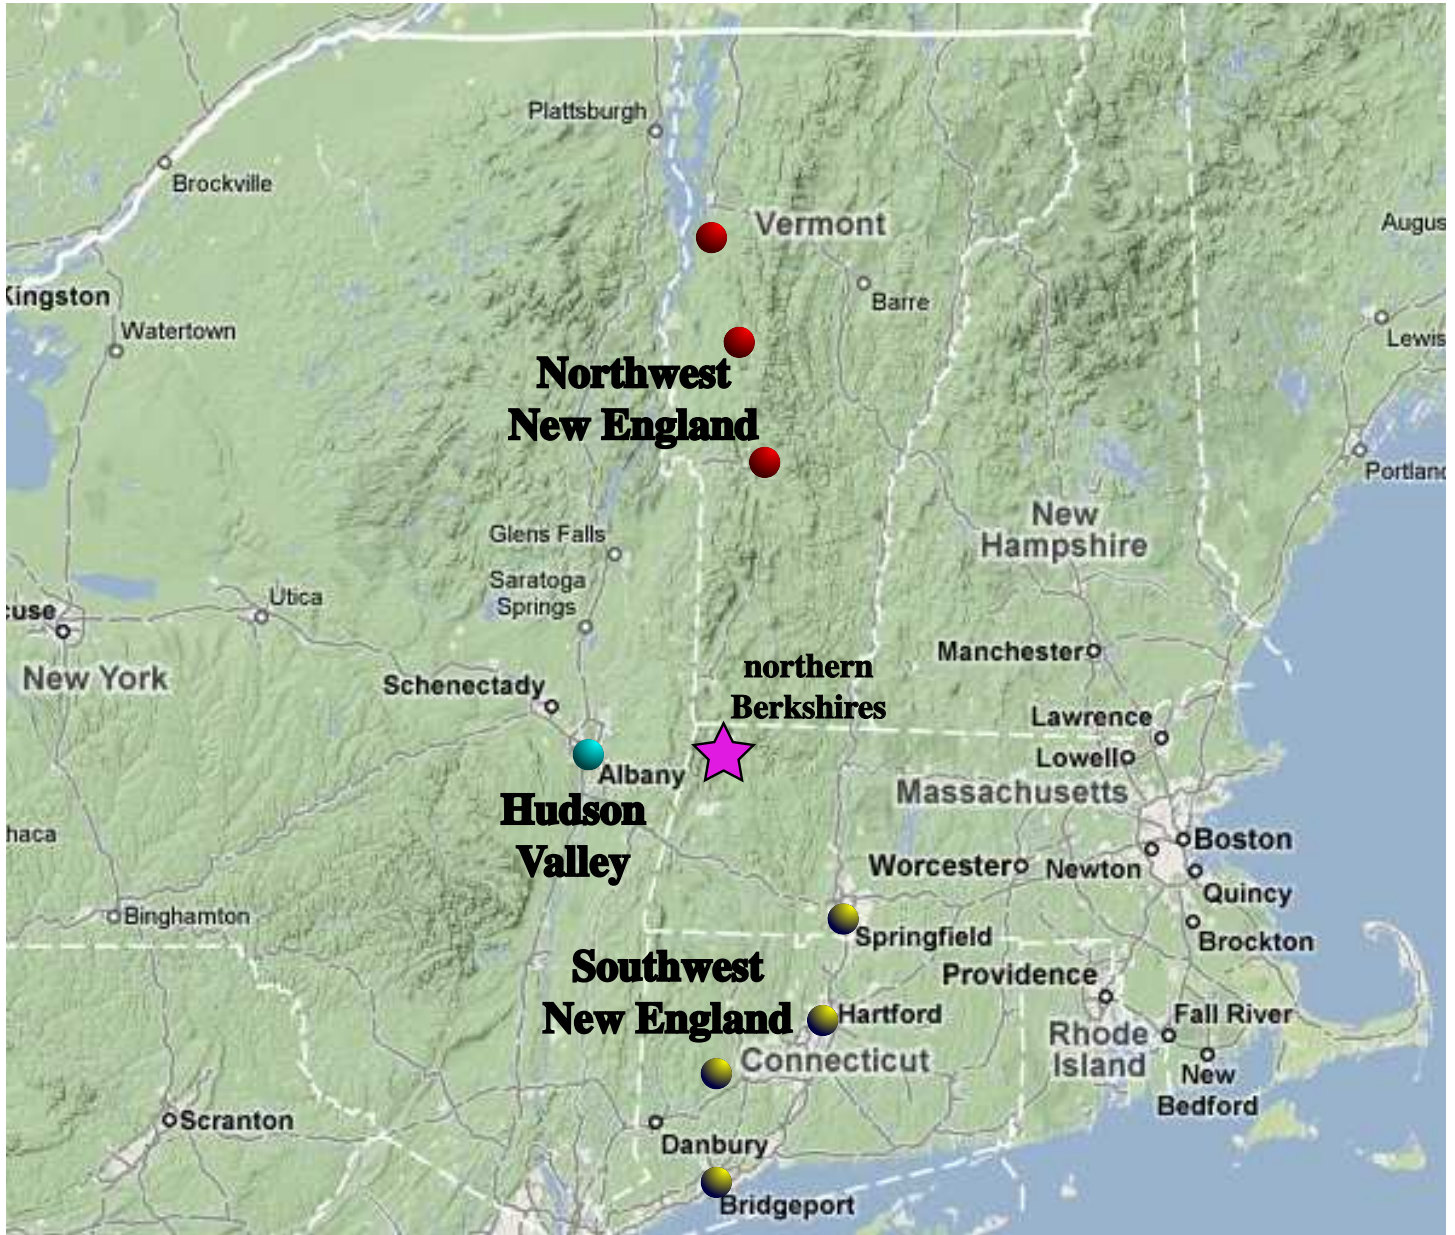 Plattsburgh
Brockville
Vermont
Augus
Kingston
Barre
Watertown
Lewis
Northwest
New England
Portland
New
Hampshire
Glens Falls
Saratoga
Springs
Utica
cuse
New York
Manchester
northern
Berkshires
Schenectady
Lawrence
Lowell
Albany
Massachusetts
Hudson
Valley
haca
Boston
Worcester
Newton
Quincy
Binghamton
Springfield
Brockton
Southwest
New England
Providence
Hartford
Fall River
Rhode
Island
Connecticut
New
Bedford
Scranton
Danbury
Bridgeport